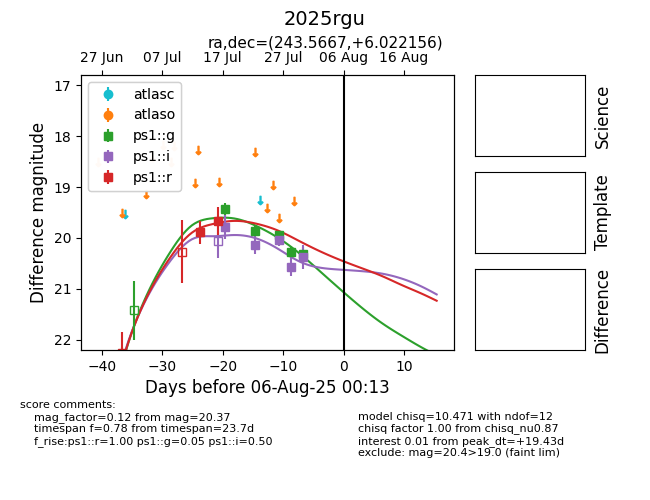 2025rgu
ra,dec=(243.5667,+6.022156)
27 Jun 07 Jul 17 Jul 27 Jul 06 Aug 16 Aug
17
18
19
20
21
22
Difference magnitude
atlasc
atlaso
ps1::g
ps1::i
ps1::r
−40 −30 −20 −10 0 10
Days before 06-Aug-25 00:13
Science
Template
Difference
score comments:
mag_factor=0.12 from mag=20.37
timespan f=0.78 from timespan=23.7d
f_rise:ps1::r=1.00 ps1::g=0.05 ps1::i=0.50
model chisq=10.471 with ndof=12
chisq factor 1.00 from chisq_nu0.87
interest 0.01 from peak_dt=+19.43d
exclude: mag=20.4>19.0 (faint lim)